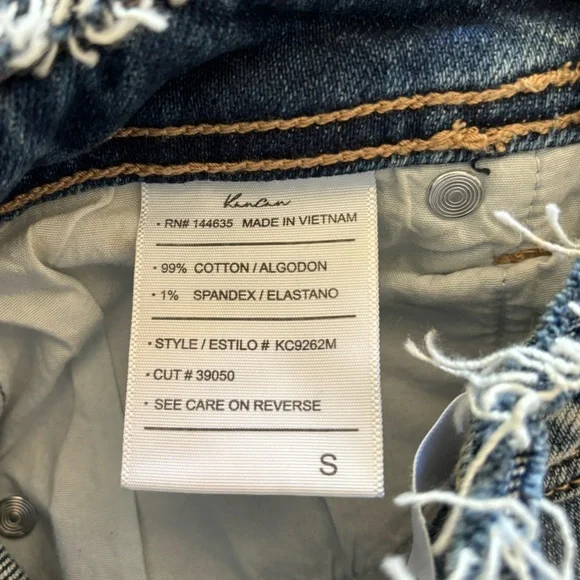 KanCan
• RN# 144635 MADE IN VIETNAM
• 99% COTTON / ALGODON
• 1% SPANDEX / ELASTANO
• STYLE / ESTILO # KC9262M
• CUT # 39050
• SEE CARE ON REVERSE
S